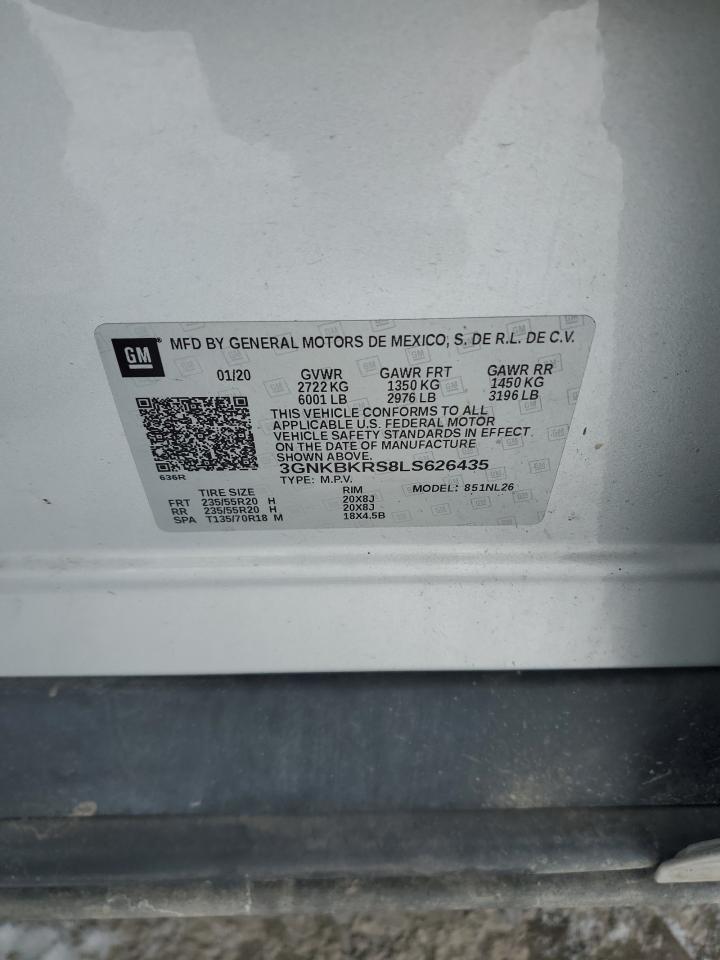 GM
MFD BY GENERAL MOTORS DE MEXICO, S. DE R.L. DE C.V.
01/20 GVWR GAWR FRT GAWR RR
2722 KG 1350 KG 1450 KG
6001 LB 2976 LB 3196 LB
THIS VEHICLE CONFORMS TO ALL
APPLICABLE U.S. FEDERAL MOTOR
VEHICLE SAFETY STANDARDS IN EFFECT
ON THE DATE OF MANUFACTURE
SHOWN ABOVE.
3GNKBKRS8LS626435
636R
TYPE: M.P.V. MODEL: 851NL26
TIRE SIZE RIM
FRT 235/55R20 H 20X8J
RR 235/55R20 H 20X8J
SPA T135/70R18 M 18X4.5B